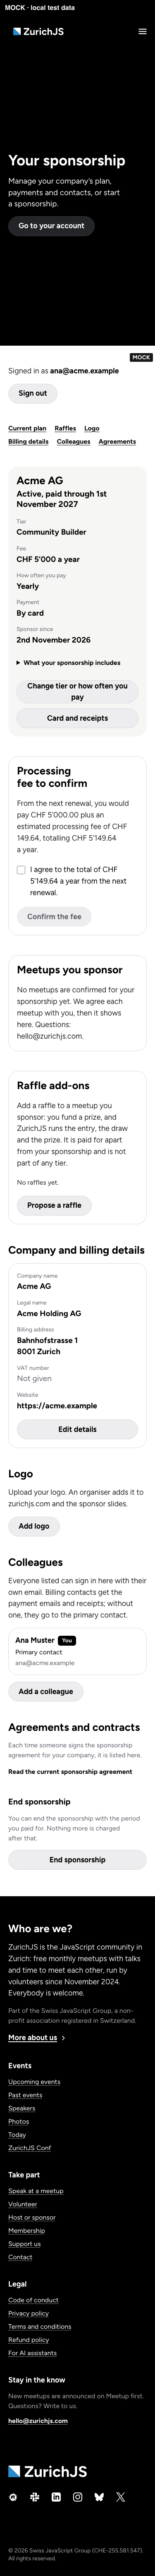 MOCK · local test data
ZurichJS
Your sponsorship
Manage your company's plan,
payments and contacts, or start
a sponsorship.
Go to your account
MOCK
Signed in as ana@acme.example
Sign out
Current plan Raffles Logo
Billing details Colleagues Agreements
Acme AG
Active, paid through 1st
November 2027
Tier
Community Builder
Fee
CHF 5'000 a year
How often you pay
Yearly
Payment
By card
Sponsor since
2nd November 2026
What your sponsorship includes
Change tier or how often you
pay
Card and receipts
Processing
fee to confirm
From the next renewal, you would
pay CHF 5'000.00 plus an
estimated processing fee of CHF
149.64, totalling CHF 5'149.64
a year.
I agree to the total of CHF
5'149.64 a year from the next
renewal.
Confirm the fee
Meetups you sponsor
No meetups are confirmed for your
sponsorship yet. We agree each
meetup with you, then it shows
here. Questions:
hello@zurichjs.com.
Raffle add-ons
Add a raffle to a meetup you
sponsor: you fund a prize, and
ZurichJS runs the entry, the draw
and the prize. It is paid for apart
from your sponsorship and is not
part of any tier.
No raffles yet.
Propose a raffle
Company and billing details
Company name
Acme AG
Legal name
Acme Holding AG
Billing address
Bahnhofstrasse 1
8001 Zurich
VAT number
Not given
Website
https://acme.example
Edit details
Logo
Upload your logo. An organiser adds it to
zurichjs.com and the sponsor slides.
Add logo
Colleagues
Everyone listed can sign in here with their
own email. Billing contacts get the
payment emails and receipts; without
one, they go to the primary contact.
Ana Muster You
Primary contact
ana@acme.example
Add a colleague
Agreements and contracts
Each time someone signs the sponsorship
agreement for your company, it is listed here.
Read the current sponsorship agreement
End sponsorship
You can end the sponsorship with the period
you paid for. Nothing more is charged
after that.
End sponsorship
Who are we?
ZurichJS is the JavaScript community in
Zurich: free monthly meetups with talks
and time to meet each other, run by
volunteers since November 2024.
Everybody is welcome.
Part of the Swiss JavaScript Group, a non-
profit association registered in Switzerland.
More about us
Events
Upcoming events
Past events
Speakers
Photos
Today
ZurichJS Conf
Take part
Speak at a meetup
Volunteer
Host or sponsor
Membership
Support us
Contact
Legal
Code of conduct
Privacy policy
Terms and conditions
Refund policy
For AI assistants
Stay in the know
New meetups are announced on Meetup first.
Questions? Write to us.
hello@zurichjs.com
ZurichJS
© 2026 Swiss JavaScript Group (CHE-255.581.547).
All rights reserved.